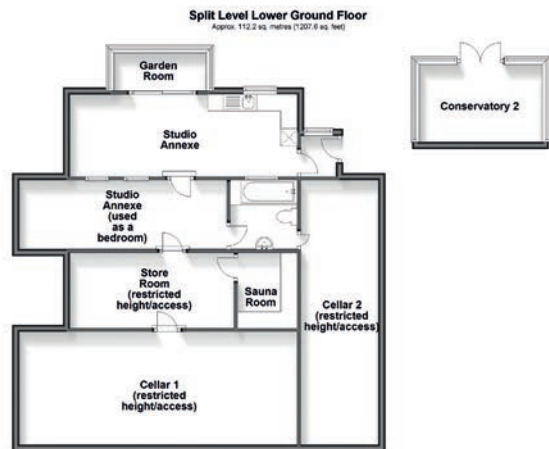 Split Level Lower Ground Floor
Approx. 112.2 sq. metres (1207.6 sq. feet)
Garden
Room
Conservatory 2
Studio
Annexe
Studio
Annexe
(used
as a
bedroom)
Store
Room
(restricted
height/access)
Sauna
Room
Cellar 2
(restricted
height/access)
Cellar 1
(restricted
height/access)